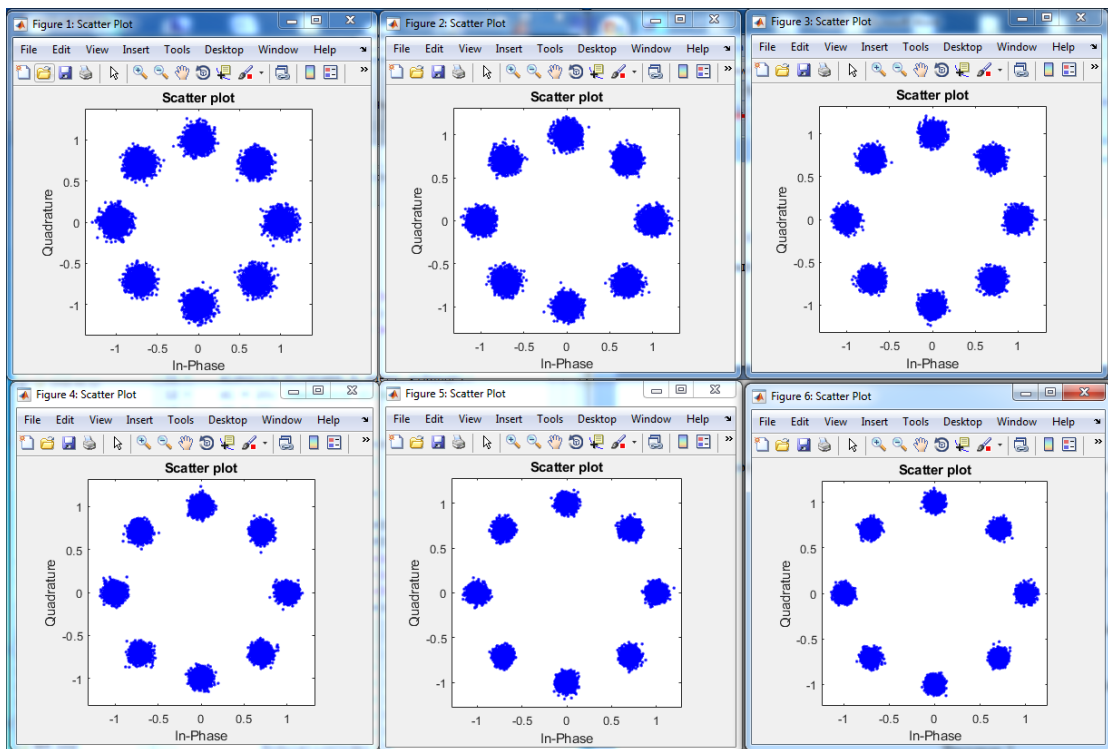 Figure 1: Scatter Plot
File Edit View Insert Tools Desktop Window Help
Scatter plot
1
0.5
0
-0.5
-1
Quadrature
-1 -0.5 0 0.5 1
In-Phase
Figure 2: Scatter Plot
File Edit View Insert Tools Desktop Window Help
Scatter plot
1
0.5
0
-0.5
-1
Quadrature
-1 -0.5 0 0.5 1
In-Phase
Figure 3: Scatter Plot
File Edit View Insert Tools Desktop Window Help
Scatter plot
1
0.5
0
-0.5
-1
Quadrature
-1 -0.5 0 0.5 1
In-Phase
Figure 4: Scatter Plot
File Edit View Insert Tools Desktop Window Help
Scatter plot
1
0.5
0
-0.5
-1
Quadrature
-1 -0.5 0 0.5 1
In-Phase
Figure 5: Scatter Plot
File Edit View Insert Tools Desktop Window Help
Scatter plot
1
0.5
0
-0.5
-1
Quadrature
-1 -0.5 0 0.5 1
In-Phase
Figure 6: Scatter Plot
File Edit View Insert Tools Desktop Window Help
Scatter plot
1
0.5
0
-0.5
-1
Quadrature
-1 -0.5 0 0.5 1
In-Phase